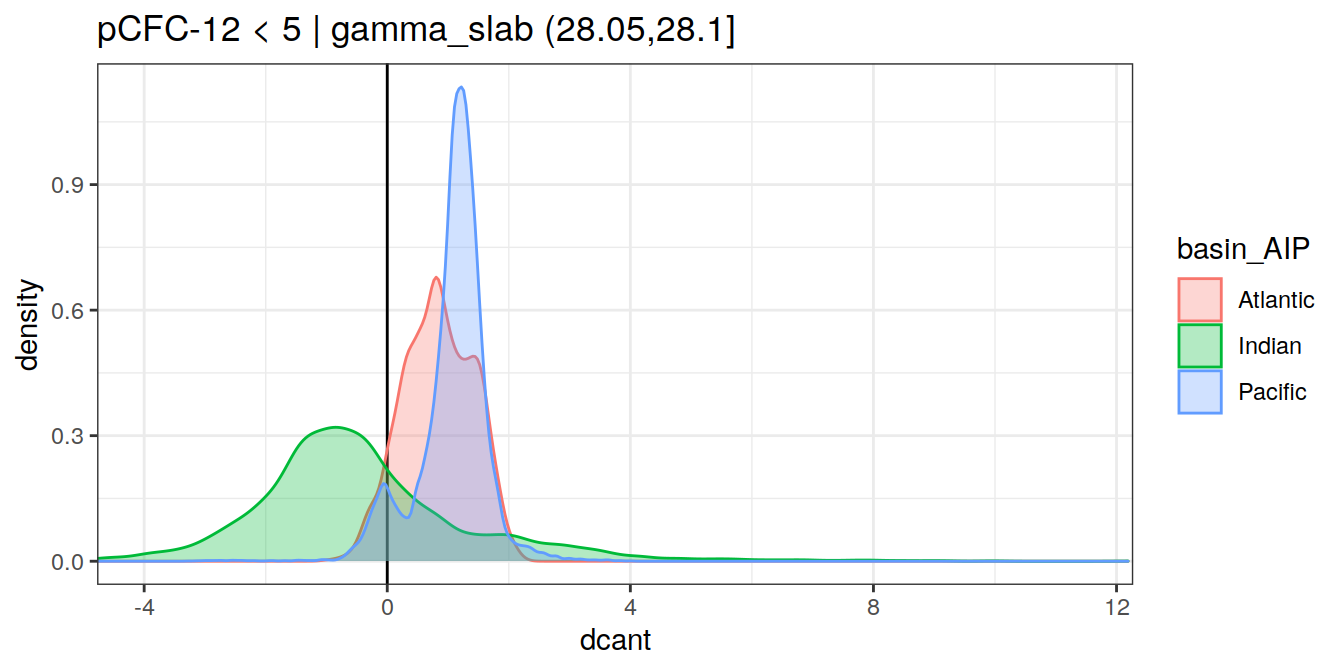 pCFC-12 < 5 | gamma_slab (28.05,28.1]
density
0.9
0.6
0.3
0.0
-4
0
4
8
12
dcant
basin_AIP
Atlantic
Indian
Pacific